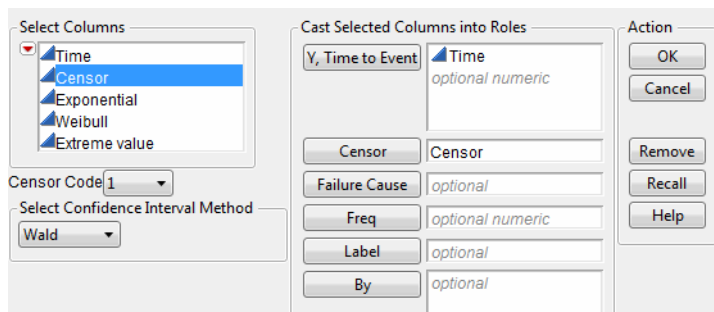 Select Columns
Time
Censor
Exponential
Weibull
Extreme value
Censor Code 1
Select Confidence Interval Method
Wald
Cast Selected Columns into Roles
Y, Time to Event Time
optional numeric
Censor Censor
Failure Cause optional
Freq optional numeric
Label optional
By optional
Action
OK
Cancel
Remove
Recall
Help